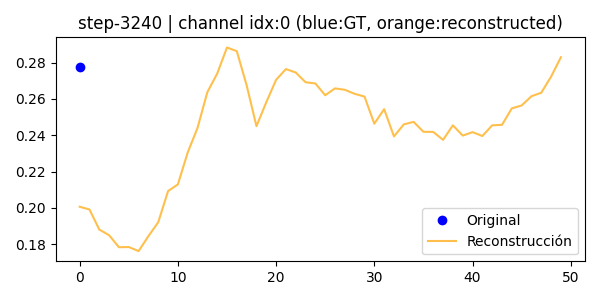 step-3240 | channel idx:0 (blue:GT, orange:reconstructed)
0.28
0.26
0.24
0.22
0.20
0.18
0 10 20 30 40 50
Original
Reconstrucción